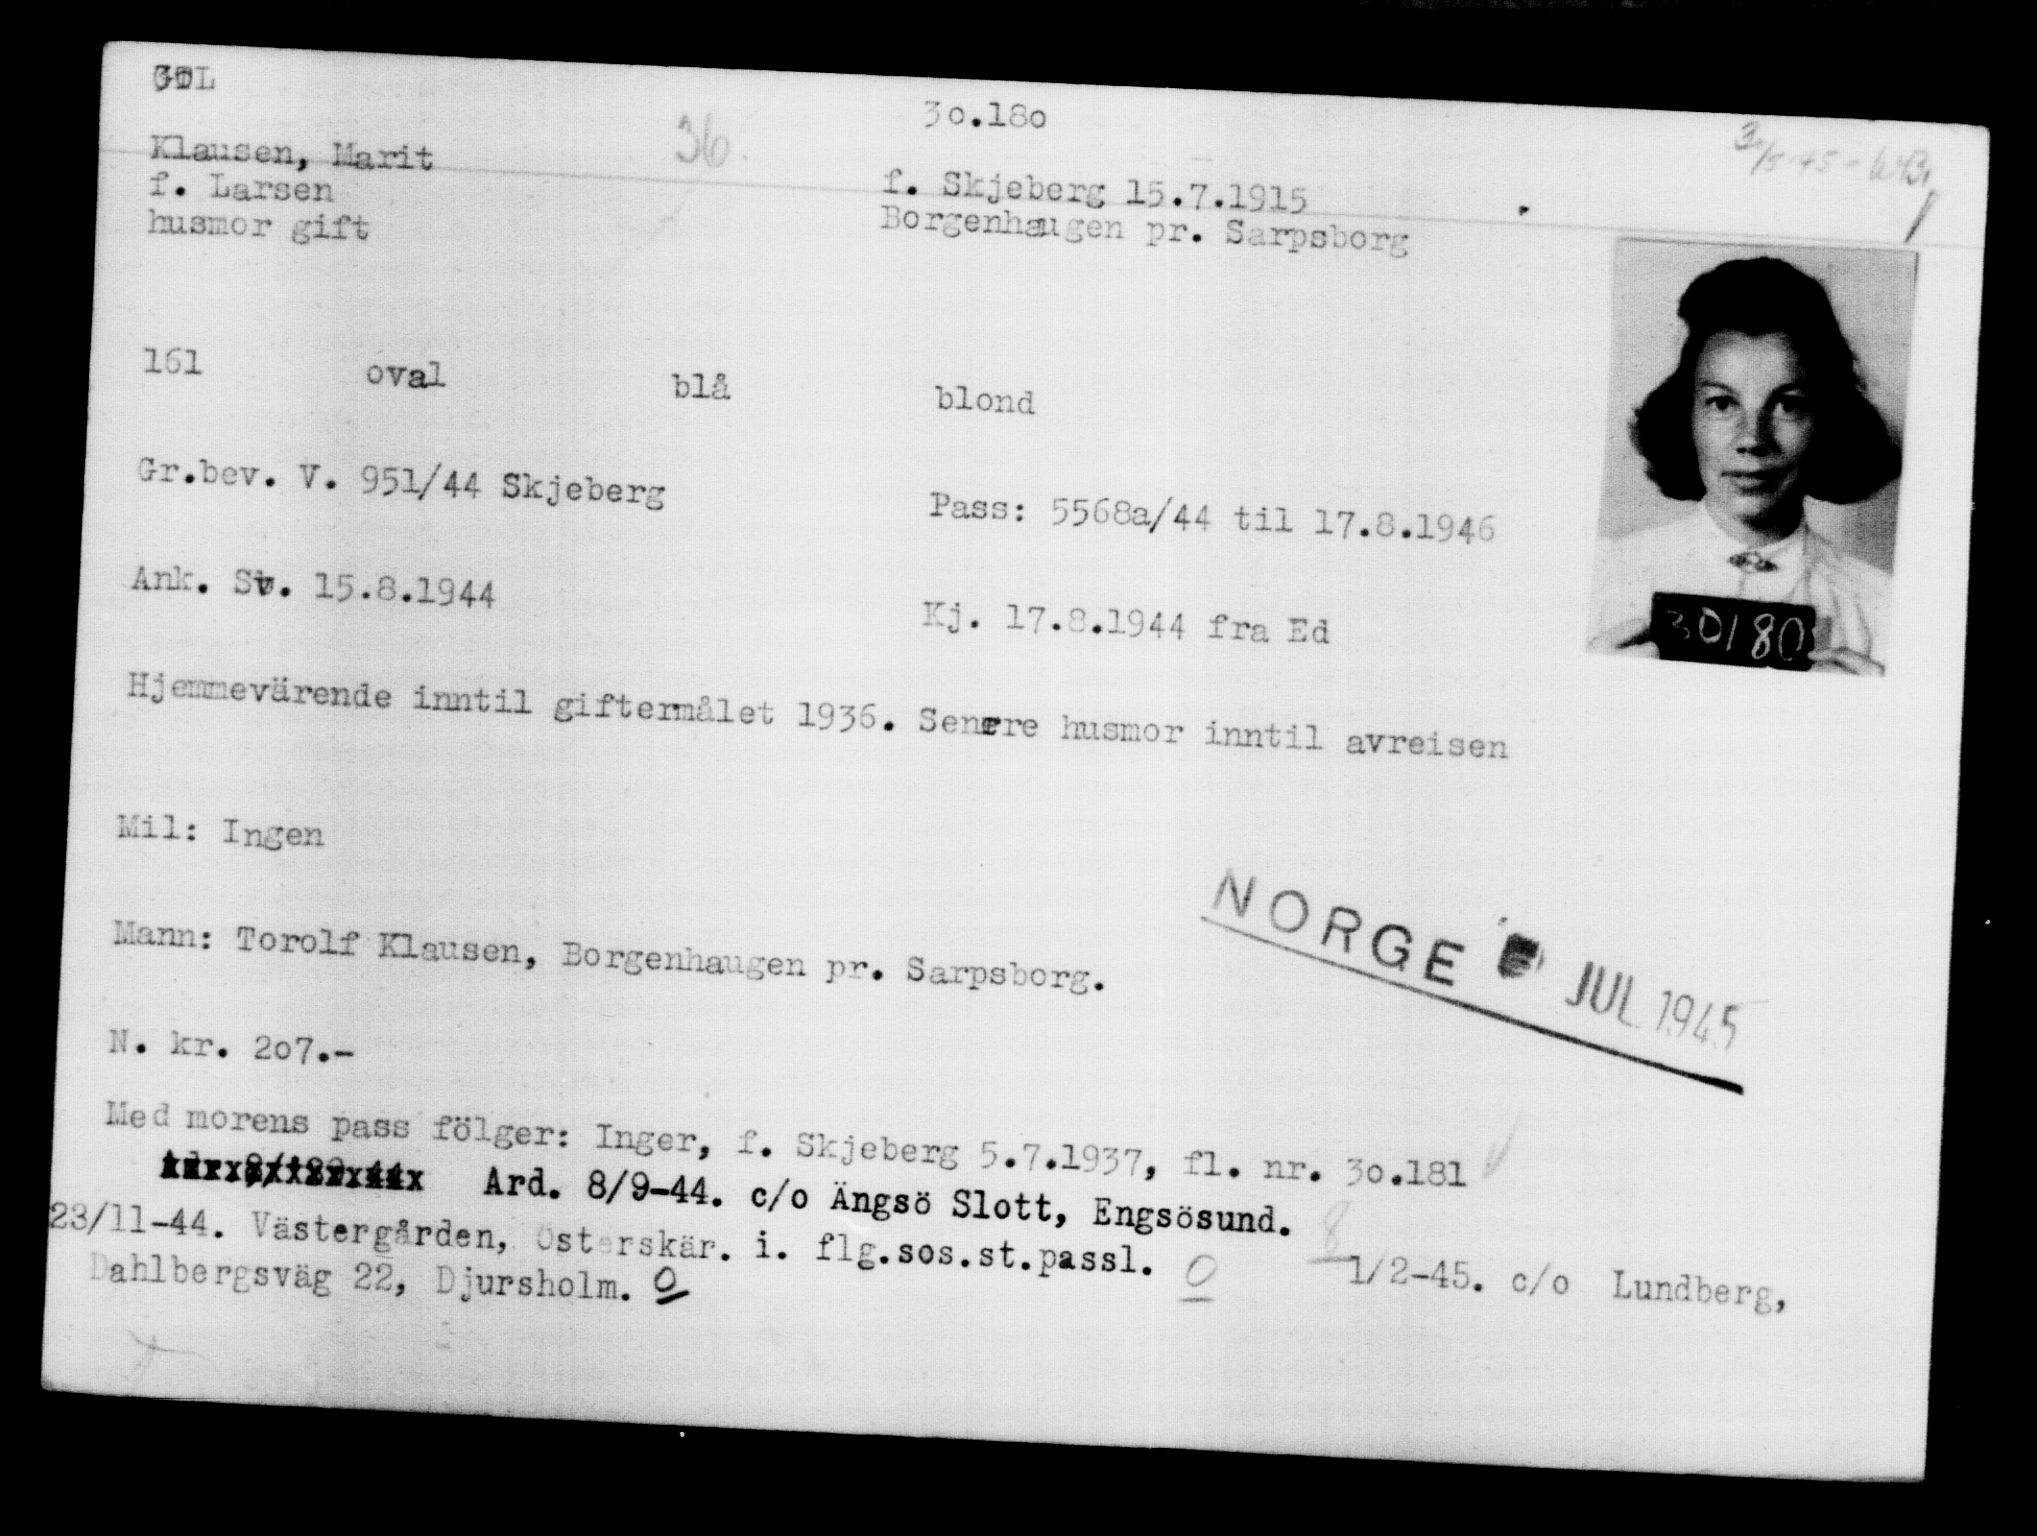 30.180
Klausen, Marit
36
f. Larsen
f. Skjeberg 15.7.1915
husmor gift
Borgenhaugen pr. Sarpsborg
161 oval blå blond
Gr.bev. V. 951/44 Skjeberg
Pass: 5568a/44 til 17.8.1946
Ank. Sv. 15.8.1944
Kj. 17.8.1944 fra Ed
30180
Hjemmevärende inntil giftermålet 1936. Senere husmor inntil avreisen
Mil: Ingen
NORGE JUL 1945
Mann: Torolf Klausen, Borgenhaugen pr. Sarpsborg.
N. kr. 207.-
Med morens pass fölger: Inger, f. Skjeberg 5.7.1937, fl. nr. 30.181
Ard. 8/9-44. c/o Ängsö Slott, Engsösund.
8
23/11-44. Västergården, Österskär. i. flg.sos.st.passl. 0 1/2-45. c/o Lundberg,
Dahlbergsväg 22, Djursholm. 0